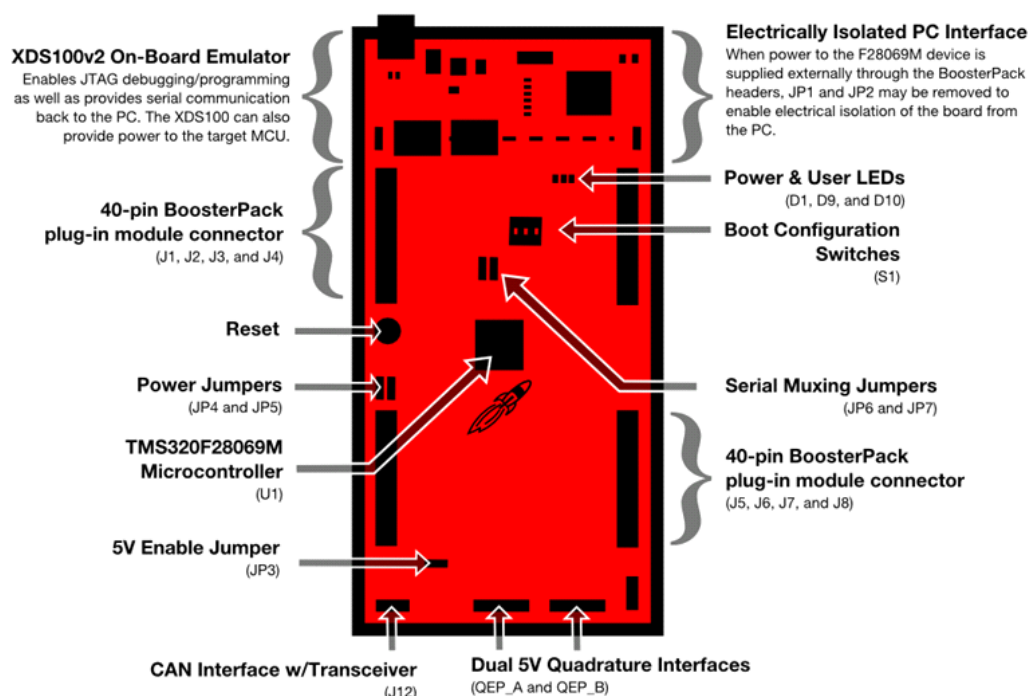 XDS100v2 On-Board Emulator
Enables JTAG debugging/programming
as well as provides serial communication
back to the PC. The XDS100 can also
provide power to the target MCU.
40-pin BoosterPack
plug-in module connector
(J1, J2, J3, and J4)
Reset
Power Jumpers
(JP4 and JP5)
TMS320F28069M
Microcontroller
(U1)
5V Enable Jumper
(JP3)
CAN Interface w/Transceiver
(J12)
Dual 5V Quadrature Interfaces
(QEP_A and QEP_B)
Electrically Isolated PC Interface
When power to the F28069M device is
supplied externally through the BoosterPack
headers, JP1 and JP2 may be removed to
enable electrical isolation of the board from
the PC.
Power & User LEDs
(D1, D9, and D10)
Boot Configuration
Switches
(S1)
Serial Muxing Jumpers
(JP6 and JP7)
40-pin BoosterPack
plug-in module connector
(J5, J6, J7, and J8)